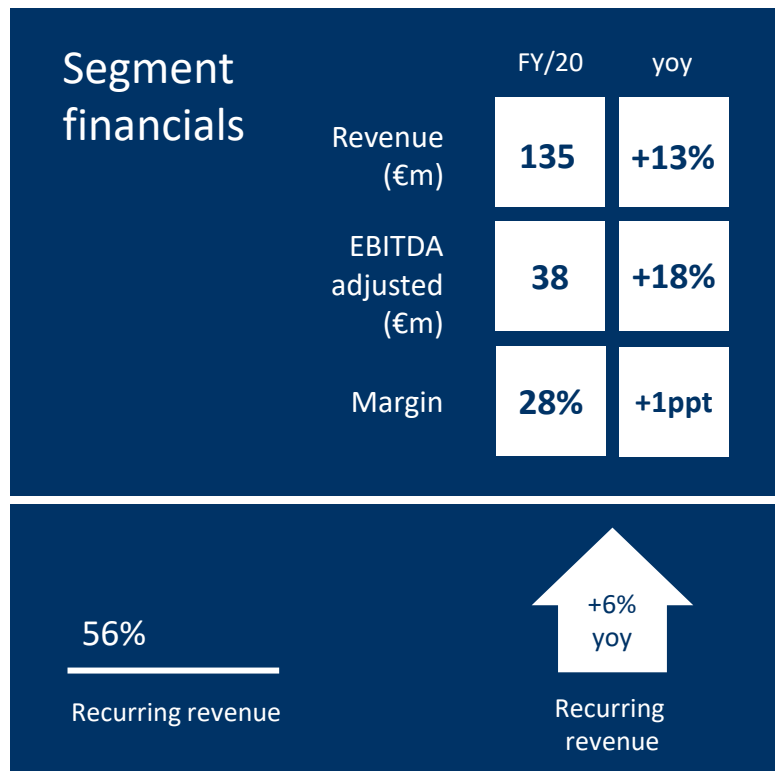 Segment
financials
FY/20
yoy
Revenue
(€m)
135
+13%
EBITDA
adjusted
(€m)
38
+18%
Margin
28%
+1ppt
56%
Recurring revenue
+6%
yoy
Recurring
revenue